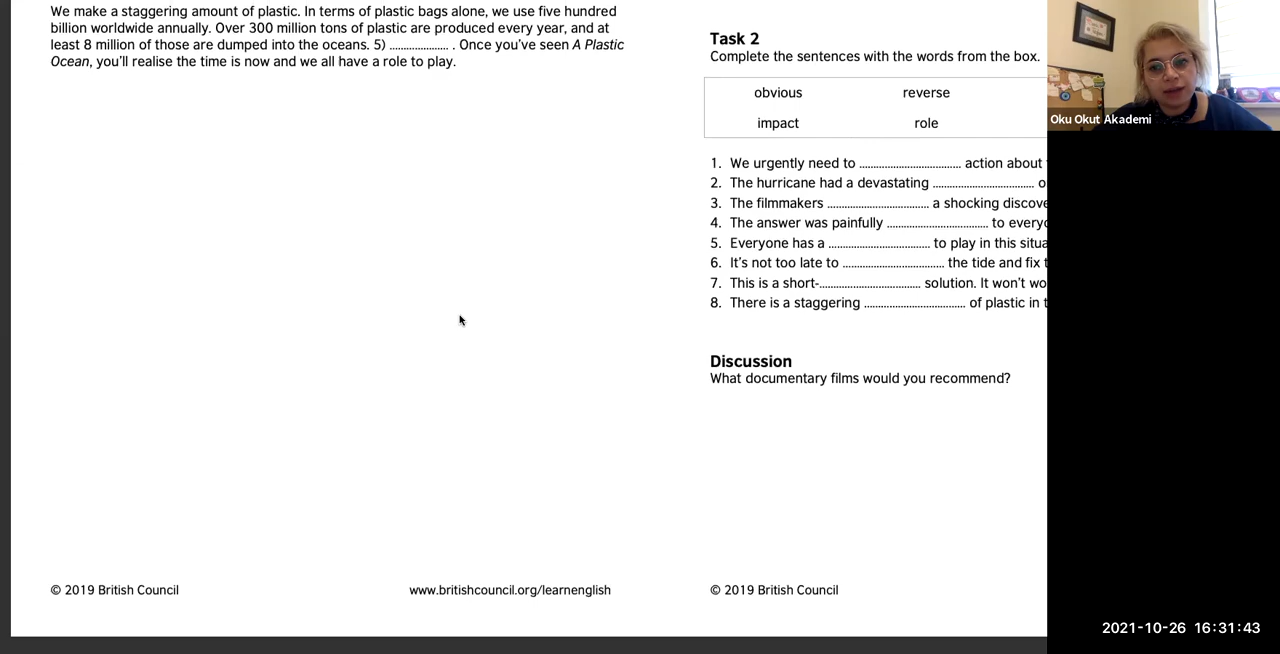 We make a staggering amount of plastic. In terms of plastic bags alone, we use five hundred
billion worldwide annually. Over 300 million tons of plastic are produced every year, and at
least 8 million of those are dumped into the oceans. 5) ..................... . Once you've seen A Plastic
Ocean, you'll realise the time is now and we all have a role to play.
© 2019 British Council
www.britishcouncil.org/learnenglish
Task 2
Complete the sentences with the words from the box.
obvious reverse
impact role
1. We urgently need to ................................... action about
2. The hurricane had a devastating ................................... o
3. The filmmakers ................................... a shocking discove
4. The answer was painfully ................................... to everyo
5. Everyone has a ................................... to play in this situa
6. It's not too late to ................................... the tide and fix t
7. This is a short-................................... solution. It won't wo
8. There is a staggering ................................... of plastic in t
Discussion
What documentary films would you recommend?
© 2019 British Council
Oku Okut Akademi
2021-10-26 16:31:43